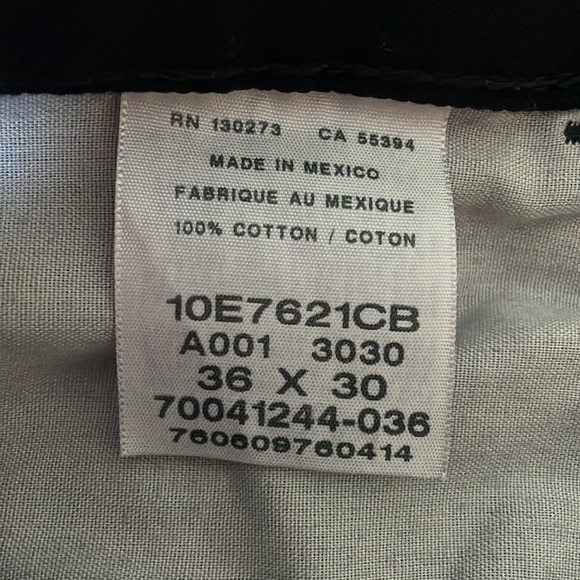 RN 130273 CA 55394
MADE IN MEXICO
FABRIQUE AU MEXIQUE
100% COTTON / COTON
10E7621CB
A001 3030
36 X 30
70041244-036
760609760414